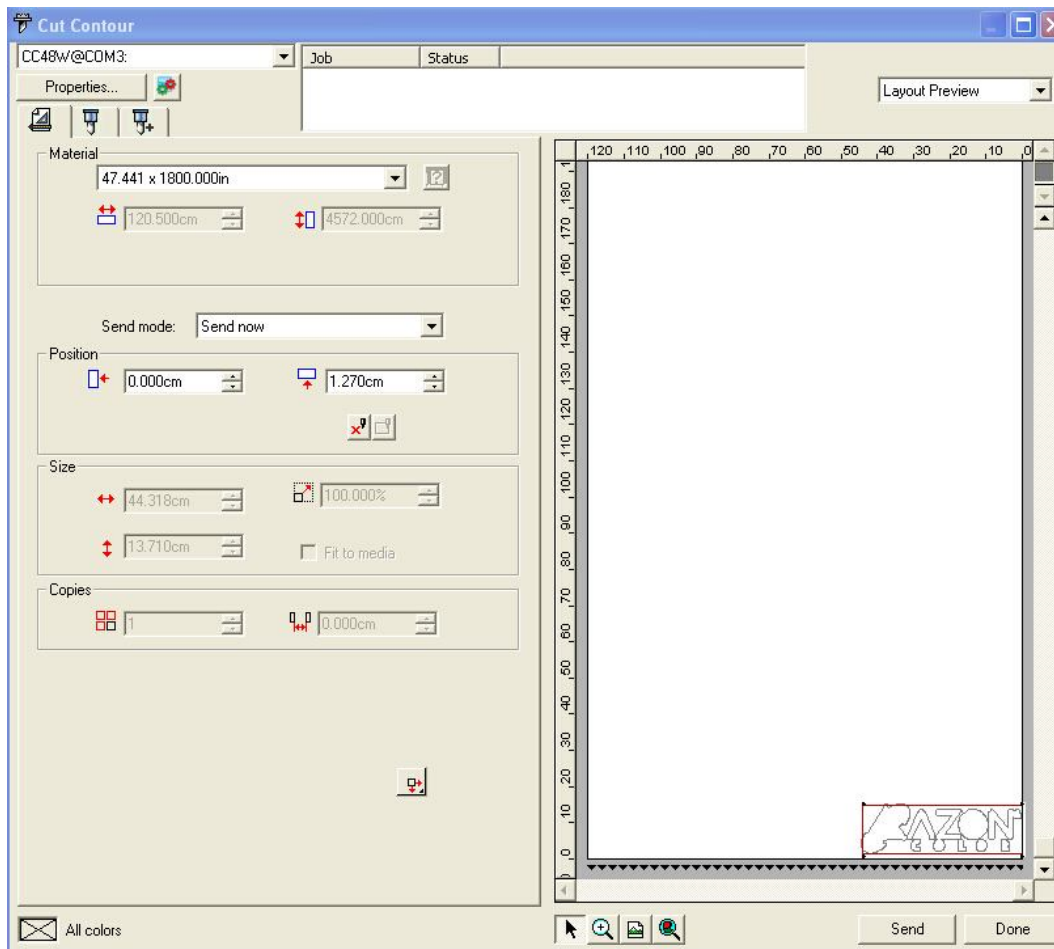 Cut Contour
CC48W@COM3:
Job Status
Properties...
Layout Preview
Material
47.441 x 1800.000in
120.500cm 4572.000cm
Send mode: Send now
Position
0.000cm 1.270cm
Size
44.318cm 100.000%
13.710cm Fit to media
Copies
1 0.000cm
120 110 100 90 80 70 60 50 40 30 20 10 0
180
170
160
150
140
130
120
110
100
90
80
70
60
50
40
30
20
10
0
RAZON
COLOR
All colors
Send Done